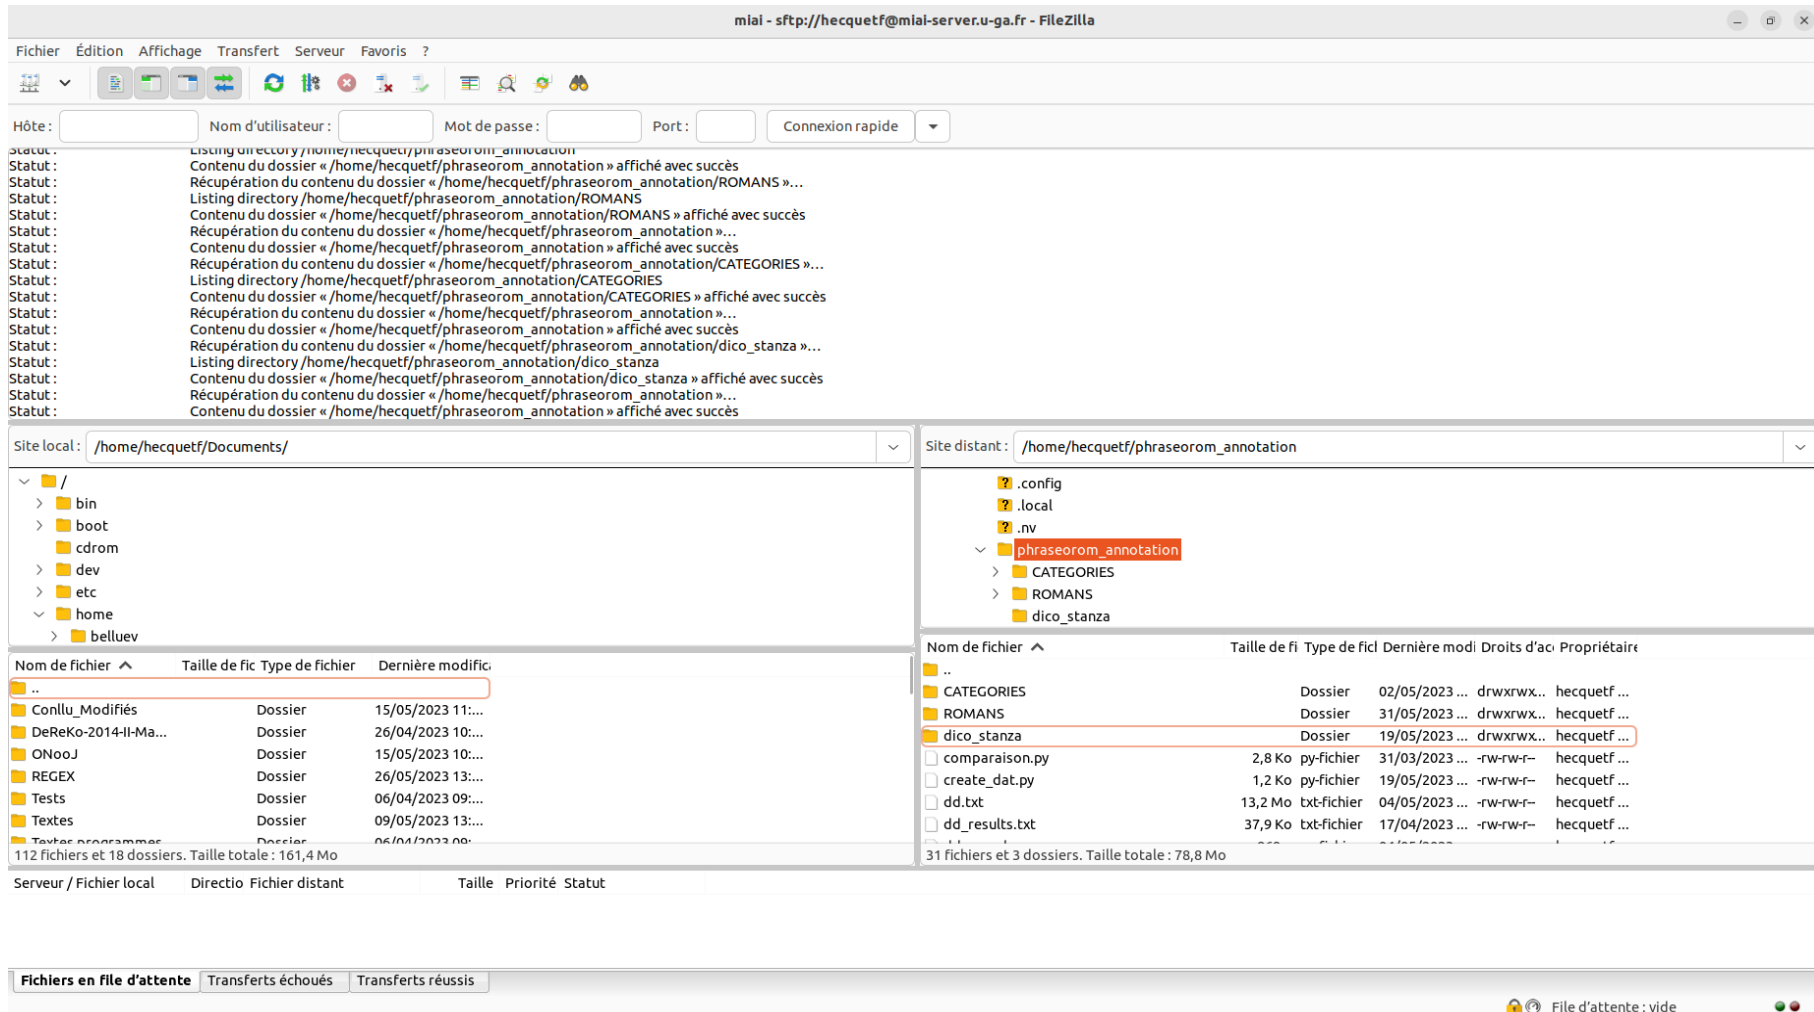 miai - sftp://hecquetf@miai-server.u-ga.fr - FileZilla
Fichier Édition Affichage Transfert Serveur Favoris ?
Hôte : Nom d'utilisateur : Mot de passe : Port : Connexion rapide
Statut : Listing directory /home/hecquetf/phraseorom_annotation
Statut : Contenu du dossier « /home/hecquetf/phraseorom_annotation » affiché avec succès
Statut : Récupération du contenu du dossier « /home/hecquetf/phraseorom_annotation/ROMANS »…
Statut : Listing directory /home/hecquetf/phraseorom_annotation/ROMANS
Statut : Contenu du dossier « /home/hecquetf/phraseorom_annotation/ROMANS » affiché avec succès
Statut : Récupération du contenu du dossier « /home/hecquetf/phraseorom_annotation »…
Statut : Contenu du dossier « /home/hecquetf/phraseorom_annotation » affiché avec succès
Statut : Récupération du contenu du dossier « /home/hecquetf/phraseorom_annotation/CATEGORIES »…
Statut : Listing directory /home/hecquetf/phraseorom_annotation/CATEGORIES
Statut : Contenu du dossier « /home/hecquetf/phraseorom_annotation/CATEGORIES » affiché avec succès
Statut : Récupération du contenu du dossier « /home/hecquetf/phraseorom_annotation »…
Statut : Contenu du dossier « /home/hecquetf/phraseorom_annotation » affiché avec succès
Statut : Récupération du contenu du dossier « /home/hecquetf/phraseorom_annotation/dico_stanza »…
Statut : Listing directory /home/hecquetf/phraseorom_annotation/dico_stanza
Statut : Contenu du dossier « /home/hecquetf/phraseorom_annotation/dico_stanza » affiché avec succès
Statut : Récupération du contenu du dossier « /home/hecquetf/phraseorom_annotation »…
Statut : Contenu du dossier « /home/hecquetf/phraseorom_annotation » affiché avec succès
Site local : /home/hecquetf/Documents/
/
bin
boot
cdrom
dev
etc
home
belluev
Nom de fichier Taille de fic Type de fichier Dernière modifica
..
Conllu_Modifiés Dossier 15/05/2023 11:...
DeReKo-2014-II-Ma... Dossier 26/04/2023 10:...
ONooJ Dossier 15/05/2023 10:...
REGEX Dossier 26/05/2023 13:...
Tests Dossier 06/04/2023 09:...
Textes Dossier 09/05/2023 13:...
Textes programmes Dossier 06/04/2023 09:...
112 fichiers et 18 dossiers. Taille totale : 161,4 Mo
Site distant : /home/hecquetf/phraseorom_annotation
.config
.local
.nv
phraseorom_annotation
CATEGORIES
ROMANS
dico_stanza
Nom de fichier Taille de fi Type de ficl Dernière modi Droits d'acc Propriétaire
..
CATEGORIES Dossier 02/05/2023 ... drwxrwx... hecquetf ...
ROMANS Dossier 31/05/2023 ... drwxrwx... hecquetf ...
dico_stanza Dossier 19/05/2023 ... drwxrwx... hecquetf ...
comparaison.py 2,8 Ko py-fichier 31/03/2023 ... -rw-rw-r-- hecquetf ...
create_dat.py 1,2 Ko py-fichier 19/05/2023 ... -rw-rw-r-- hecquetf ...
dd.txt 13,2 Mo txt-fichier 04/05/2023 ... -rw-rw-r-- hecquetf ...
dd_results.txt 37,9 Ko txt-fichier 17/04/2023 ... -rw-rw-r-- hecquetf ...
31 fichiers et 3 dossiers. Taille totale : 78,8 Mo
Serveur / Fichier local Directio Fichier distant Taille Priorité Statut
Fichiers en file d'attente Transferts échoués Transferts réussis
File d'attente : vide